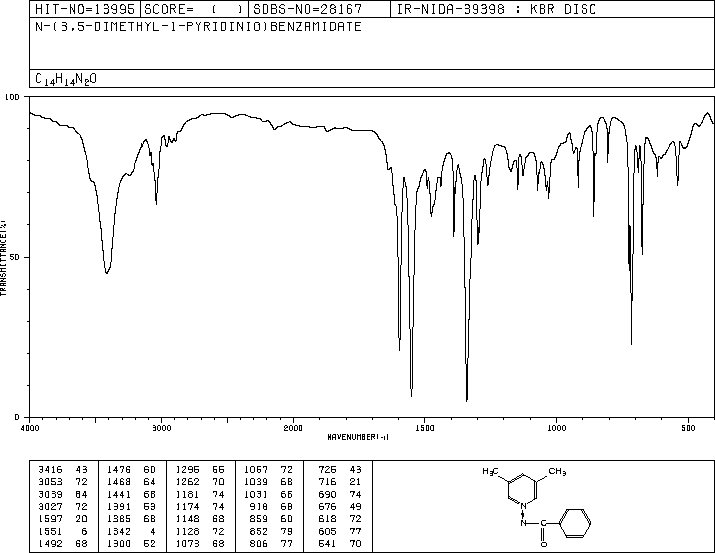 HIT-NO=13995 SCORE= ( ) SDBS-NO=28167 IR-NIDA-39398 : KBR DISC
N-(3,5-DIMETHYL-1-PYRIDINIO)BENZAMIDATE
C14H14N2O
100
50
0
TRANSMITTANCE(%)
4000 3000 2000 1500 1000 500
WAVENUMBER(-1)
3416 43 1476 60 1296 66 1067 72 726 43
3053 72 1468 64 1262 70 1039 68 716 21
3039 64 1441 68 1181 74 1031 66 690 74
3027 72 1391 53 1174 74 918 68 676 49
1597 20 1385 68 1148 68 859 60 618 72
1551 6 1342 4 1128 72 852 79 605 77
1492 68 1300 52 1073 68 806 77 541 70
H3C CH3
N
N C
O